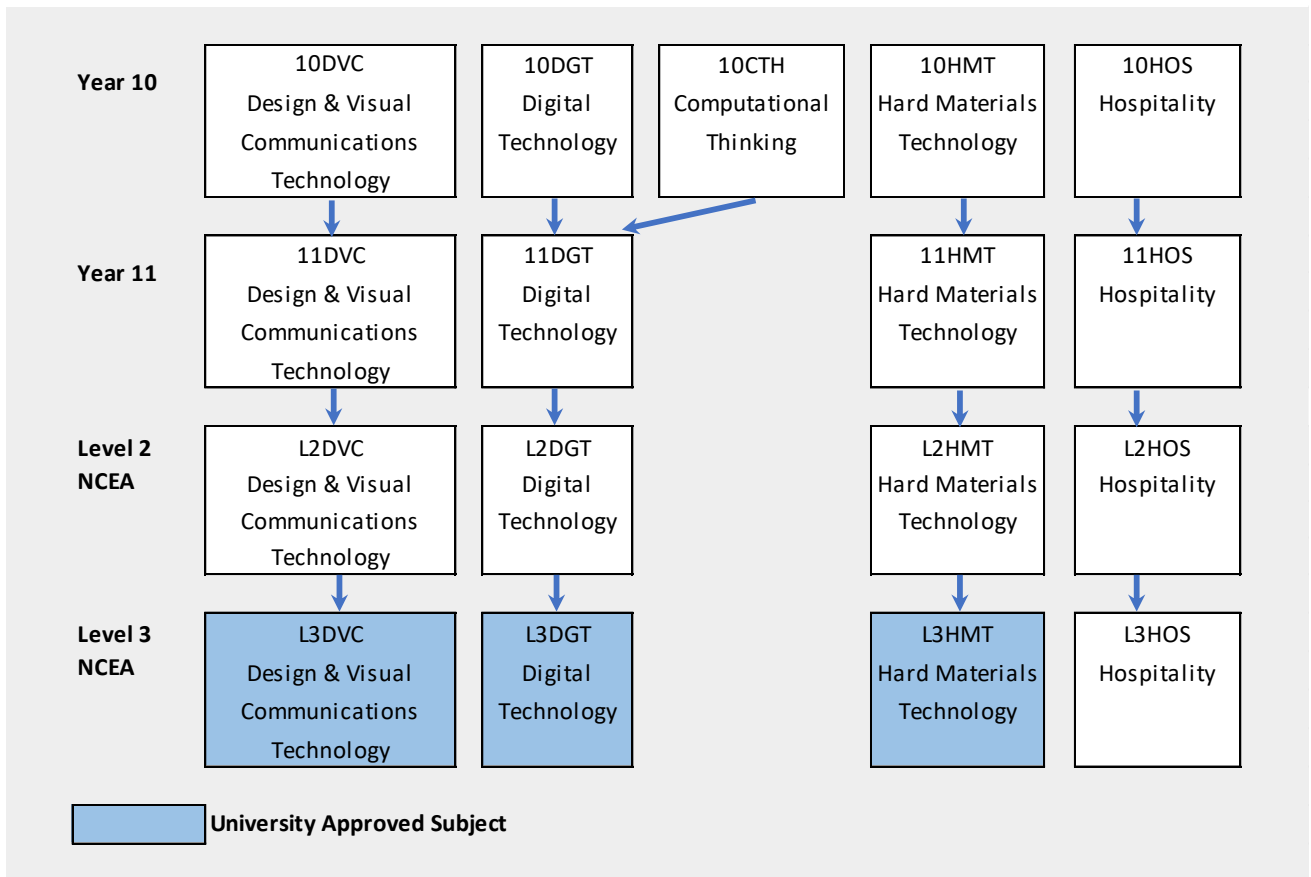 Year 10
10DVC
Design & Visual
Communications
Technology
10DGT
Digital
Technology
10CTH
Computational
Thinking
10HMT
Hard Materials
Technology
10HOS
Hospitality
Year 11
11DVC
Design & Visual
Communications
Technology
11DGT
Digital
Technology
11HMT
Hard Materials
Technology
11HOS
Hospitality
Level 2
NCEA
L2DVC
Design & Visual
Communications
Technology
L2DGT
Digital
Technology
L2HMT
Hard Materials
Technology
L2HOS
Hospitality
Level 3
NCEA
L3DVC
Design & Visual
Communications
Technology
L3DGT
Digital
Technology
L3HMT
Hard Materials
Technology
L3HOS
Hospitality
University Approved Subject